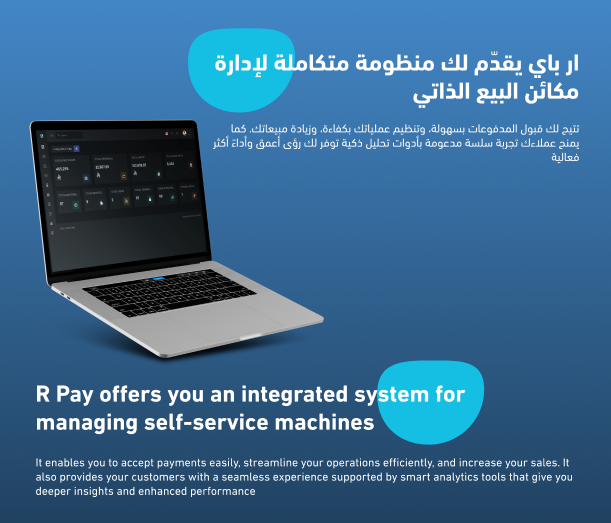 ار باي يقدّم لك منظومة متكاملة لإدارة
مكائن البيع الذاتي
تتيح لك قبول المدفوعات بسهولة، وتنظيم عملياتك بكفاءة، وزيادة مبيعاتك. كما
يمنح عملاءك تجربة سلسة مدعومة بأدوات تحليل ذكية توفر لك رؤى أعمق وأداءً أكثر
فعالية
R Pay offers you an integrated system for
managing self-service machines
It enables you to accept payments easily, streamline your operations efficiently, and increase your sales. It
also provides your customers with a seamless experience supported by smart analytics tools that give you
deeper insights and enhanced performance